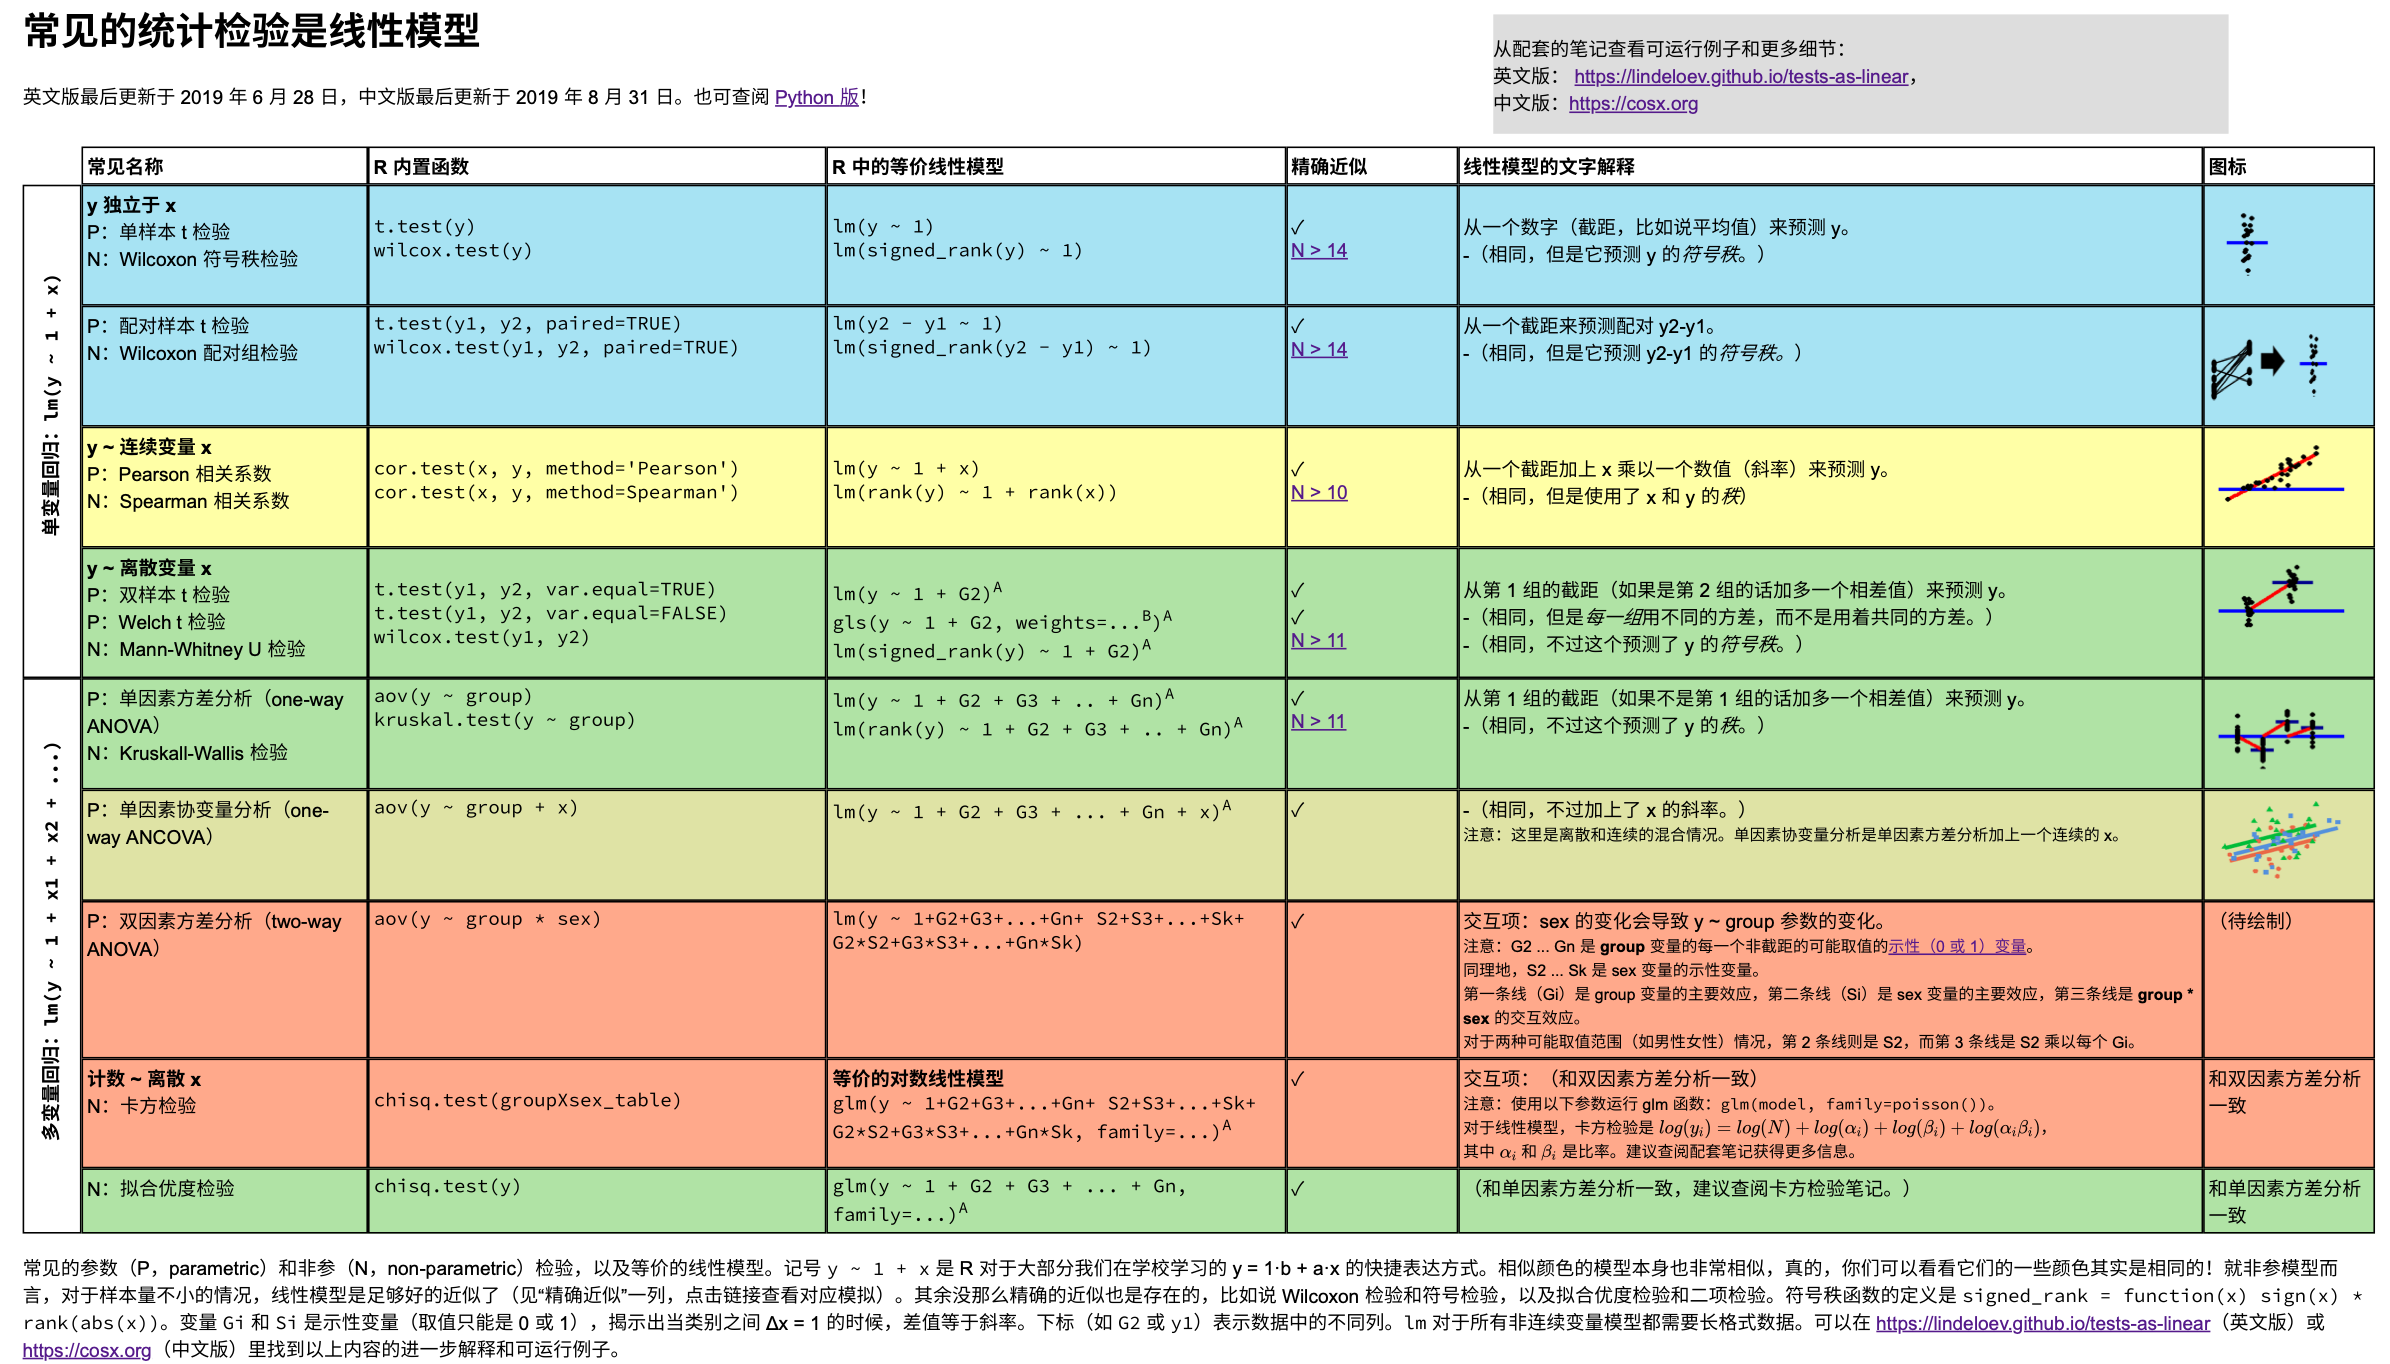 常见的统计检验是线性模型
英文版最后更新于 2019 年 6 月 28 日，中文版最后更新于 2019 年 8 月 31 日。也可查阅 Python 版！
从配套的笔记查看可运行例子和更多细节：
英文版： https://lindeloev.github.io/tests-as-linear，
中文版：https://cosx.org
常见名称
R 内置函数
R 中的等价线性模型
精确近似
线性模型的文字解释
图标
单变量回归：lm(y ~ 1 + x)
y 独立于 x
P：单样本 t 检验
N：Wilcoxon 符号秩检验
t.test(y)
wilcox.test(y)
lm(y ~ 1)
lm(signed_rank(y) ~ 1)
✓
N > 14
从一个数字（截距，比如说平均值）来预测 y。
-（相同，但是它预测 y 的符号秩。）
P：配对样本 t 检验
N：Wilcoxon 配对组检验
t.test(y1, y2, paired=TRUE)
wilcox.test(y1, y2, paired=TRUE)
lm(y2 - y1 ~ 1)
lm(signed_rank(y2 - y1) ~ 1)
✓
N > 14
从一个截距来预测配对 y2-y1。
-（相同，但是它预测 y2-y1 的符号秩。）
y ~ 连续变量 x
P：Pearson 相关系数
N：Spearman 相关系数
cor.test(x, y, method='Pearson')
cor.test(x, y, method=Spearman')
lm(y ~ 1 + x)
lm(rank(y) ~ 1 + rank(x))
✓
N > 10
从一个截距加上 x 乘以一个数值（斜率）来预测 y。
-（相同，但是使用了 x 和 y 的秩）
y ~ 离散变量 x
P：双样本 t 检验
P：Welch t 检验
N：Mann-Whitney U 检验
t.test(y1, y2, var.equal=TRUE)
t.test(y1, y2, var.equal=FALSE)
wilcox.test(y1, y2)
lm(y ~ 1 + G2)ᴬ
gls(y ~ 1 + G2, weights=...ᴮ)ᴬ
lm(signed_rank(y) ~ 1 + G2)ᴬ
✓
✓
N > 11
从第 1 组的截距（如果是第 2 组的话加多一个相差值）来预测 y。
-（相同，但是每一组用不同的方差，而不是用着共同的方差。）
-（相同，不过这个预测了 y 的符号秩。）
多变量回归：lm(y ~ 1 + x1 + x2 + ...)
P：单因素方差分析（one-way
ANOVA）
N：Kruskall-Wallis 检验
aov(y ~ group)
kruskal.test(y ~ group)
lm(y ~ 1 + G2 + G3 + .. + Gn)ᴬ
lm(rank(y) ~ 1 + G2 + G3 + .. + Gn)ᴬ
✓
N > 11
从第 1 组的截距（如果不是第 1 组的话加多一个相差值）来预测 y。
-（相同，不过这个预测了 y 的秩。）
P：单因素协变量分析（one-
way ANCOVA）
aov(y ~ group + x)
lm(y ~ 1 + G2 + G3 + ... + Gn + x)ᴬ
✓
-（相同，不过加上了 x 的斜率。）
注意：这里是离散和连续的混合情况。单因素协变量分析是单因素方差分析加上一个连续的 x。
P：双因素方差分析（two-way
ANOVA）
aov(y ~ group * sex)
lm(y ~ 1+G2+G3+...+Gn+ S2+S3+...+Sk+
G2*S2+G3*S3+...+Gn*Sk)
✓
交互项：sex 的变化会导致 y ~ group 参数的变化。
注意：G2 ... Gn 是 group 变量的每一个非截距的可能取值的示性（0 或 1）变量。
同理地，S2 ... Sk 是 sex 变量的示性变量。
第一条线（Gi）是 group 变量的主要效应，第二条线（Si）是 sex 变量的主要效应，第三条线是 group *
sex 的交互效应。
对于两种可能取值范围（如男性女性）情况，第 2 条线则是 S2，而第 3 条线是 S2 乘以每个 Gi。
（待绘制）
计数 ~ 离散 x
N：卡方检验
chisq.test(groupXsex_table)
等价的对数线性模型
glm(y ~ 1+G2+G3+...+Gn+ S2+S3+...+Sk+
G2*S2+G3*S3+...+Gn*Sk, family=...)ᴬ
✓
交互项：（和双因素方差分析一致）
注意：使用以下参数运行 glm 函数：glm(model, family=poisson())。
对于线性模型，卡方检验是 log(yᵢ) = log(N) + log(αᵢ) + log(βᵢ) + log(αᵢβᵢ)，
其中 αᵢ 和 βᵢ 是比率。建议查阅配套笔记获得更多信息。
和双因素方差分析
一致
N：拟合优度检验
chisq.test(y)
glm(y ~ 1 + G2 + G3 + ... + Gn,
family=...)ᴬ
✓
（和单因素方差分析一致，建议查阅卡方检验笔记。）
和单因素方差分析
一致
常见的参数（P，parametric）和非参（N，non-parametric）检验，以及等价的线性模型。记号 y ~ 1 + x 是 R 对于大部分我们在学校学习的 y = 1·b + a·x 的快捷表达方式。相似颜色的模型本身也非常相似，真的，你们可以看看它们的一些颜色其实是相同的！就非参模型而
言，对于样本量不小的情况，线性模型是足够好的近似了（见“精确近似”一列，点击链接查看对应模拟）。其余没那么精确的近似也是存在的，比如说 Wilcoxon 检验和符号检验，以及拟合优度检验和二项检验。符号秩函数的定义是 signed_rank = function(x) sign(x) *
rank(abs(x))。变量 Gi 和 Si 是示性变量（取值只能是 0 或 1），揭示出当类别之间 Δx = 1 的时候，差值等于斜率。下标（如 G2 或 y1）表示数据中的不同列。lm 对于所有非连续变量模型都需要长格式数据。可以在 https://lindeloev.github.io/tests-as-linear（英文版）或
https://cosx.org（中文版）里找到以上内容的进一步解释和可运行例子。